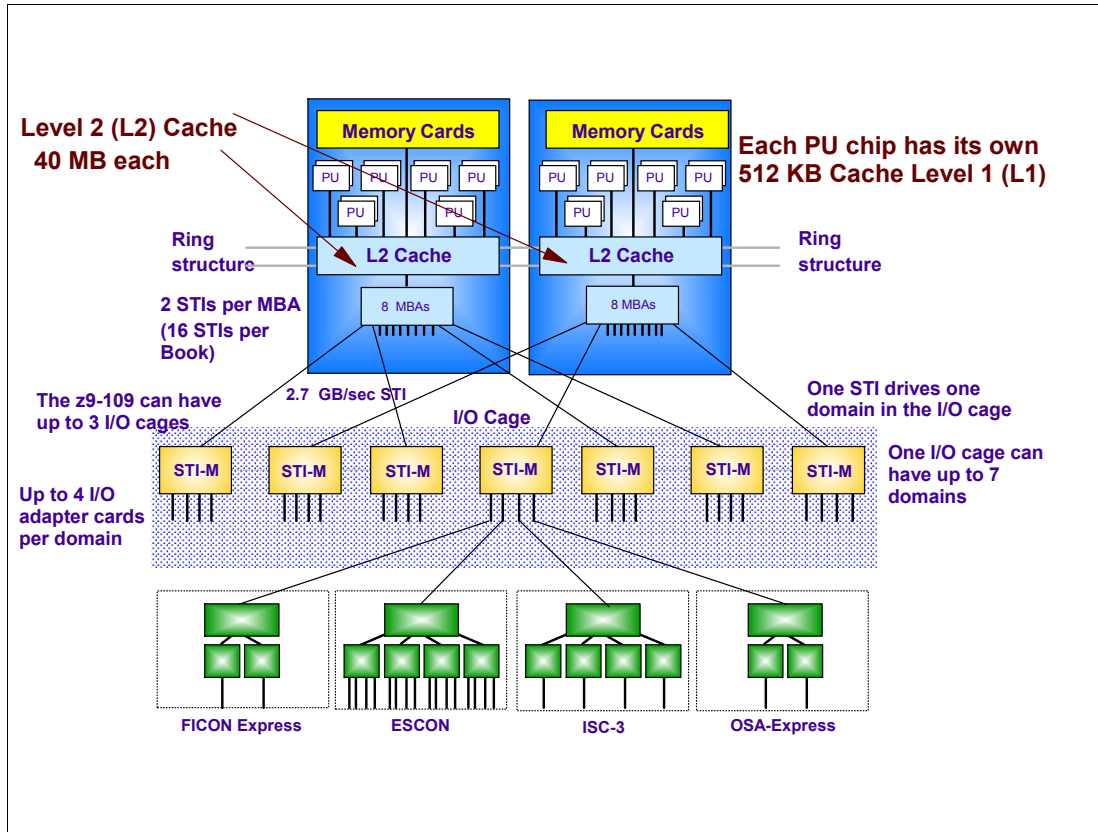 Level 2 (L2) Cache
40 MB each
Memory Cards
Memory Cards
Each PU chip has its own
512 KB Cache Level 1 (L1)
PU
PU
PU
PU
PU
PU
PU
PU
PU
PU
PU
PU
Ring
structure
L2 Cache
L2 Cache
Ring
structure
2 STIs per MBA
(16 STIs per
Book)
8 MBAs
8 MBAs
The z9-109 can have
up to 3 I/O cages
2.7 GB/sec STI
I/O Cage
One STI drives one
domain in the I/O cage
STI-M
STI-M
STI-M
STI-M
STI-M
STI-M
STI-M
One I/O cage can
have up to 7
domains
Up to 4 I/O
adapter cards
per domain
FICON Express
ESCON
ISC-3
OSA-Express